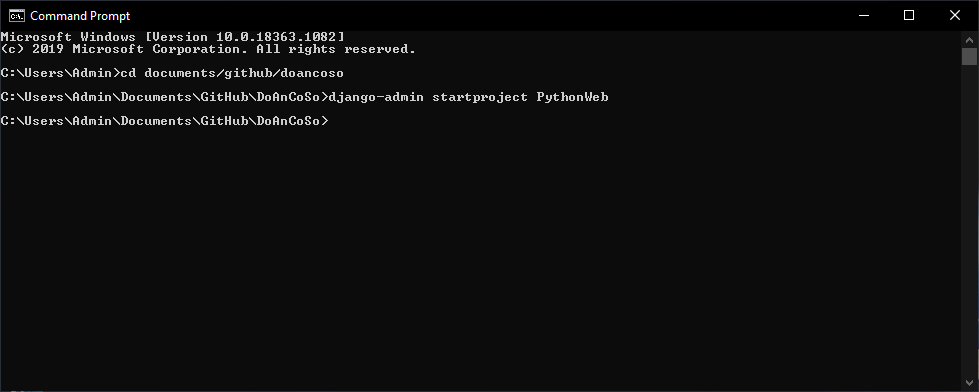 Command Prompt
Microsoft Windows [Version 10.0.18363.1082]
(c) 2019 Microsoft Corporation. All rights reserved.
C:\Users\Admin>cd documents/github/doancoso
C:\Users\Admin\Documents\GitHub\DoAnCoSo>django-admin startproject PythonWeb
C:\Users\Admin\Documents\GitHub\DoAnCoSo>